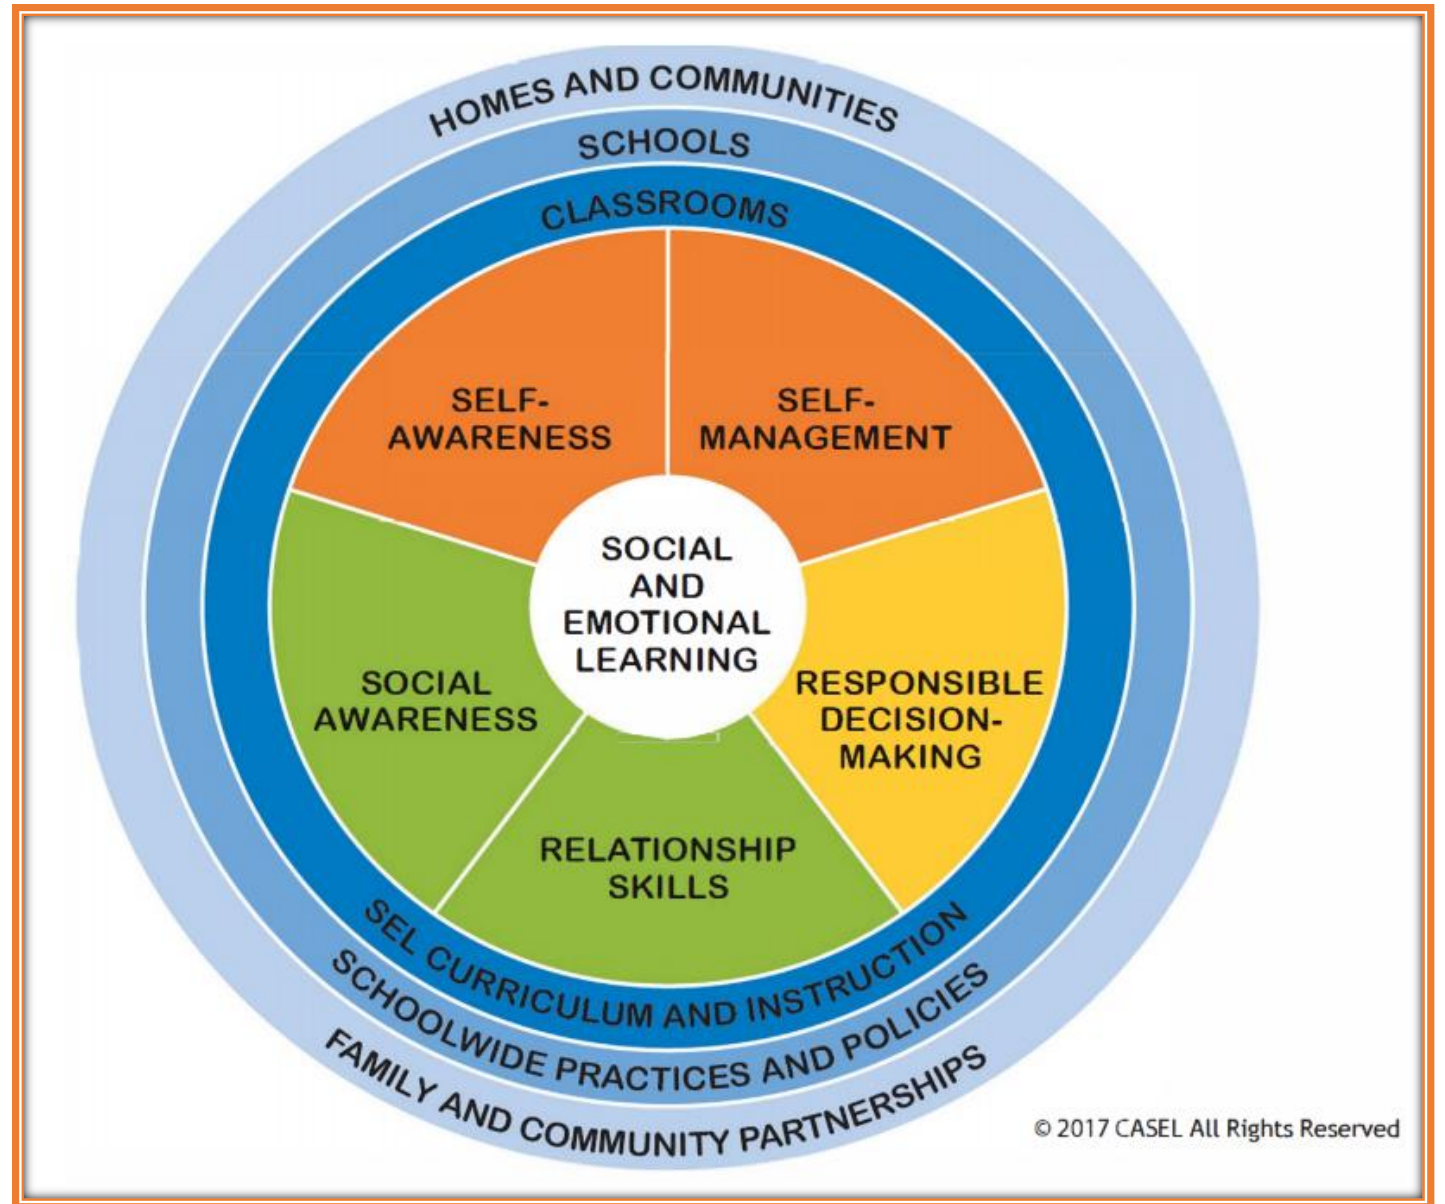 HOMES AND COMMUNITIES
SCHOOLS
CLASSROOMS
SELF-
AWARENESS
SELF-
MANAGEMENT
SOCIAL
AND
EMOTIONAL
LEARNING
SOCIAL
AWARENESS
RESPONSIBLE
DECISION-
MAKING
RELATIONSHIP
SKILLS
SEL CURRICULUM AND INSTRUCTION
SCHOOLWIDE PRACTICES AND POLICIES
FAMILY AND COMMUNITY PARTNERSHIPS
© 2017 CASEL All Rights Reserved